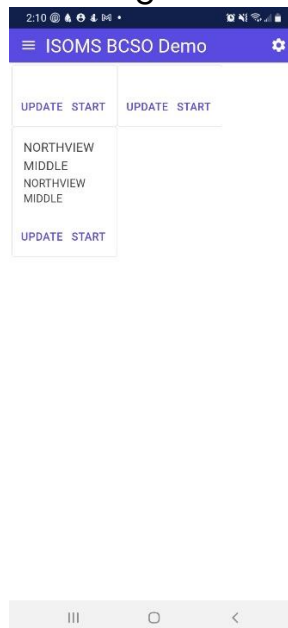 2:10
ISOMS BCSO Demo
UPDATE START UPDATE START
NORTHVIEW
MIDDLE
NORTHVIEW
MIDDLE
UPDATE START